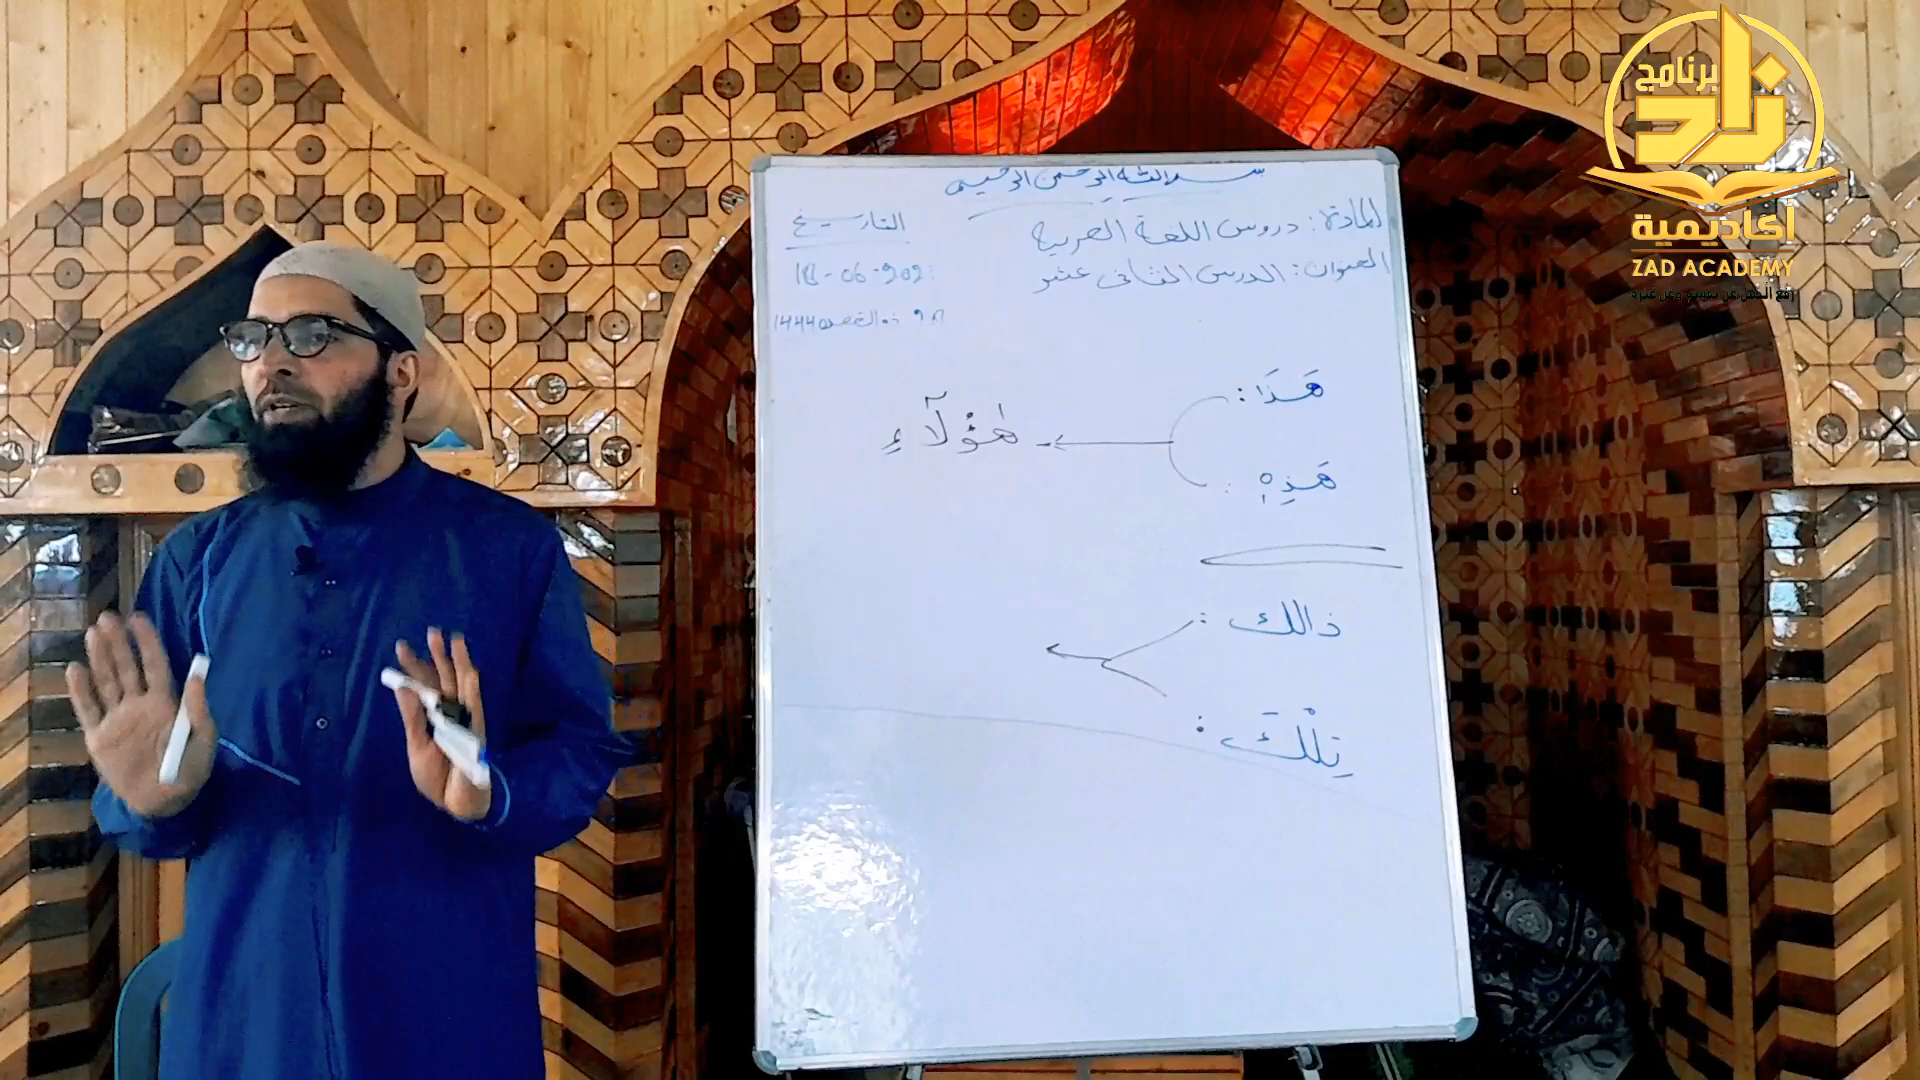 بسم الله الرحمن الرحيم
المادة: دروس اللغة العربية
التاريخ
العنوان: الدرس الثاني عشر
هَذَا:
هٰؤُلَآءِ
هَذِهٖ:
ذالك:
تِلْكَ:
برنامج
زاد
أكاديمية
ZAD ACADEMY